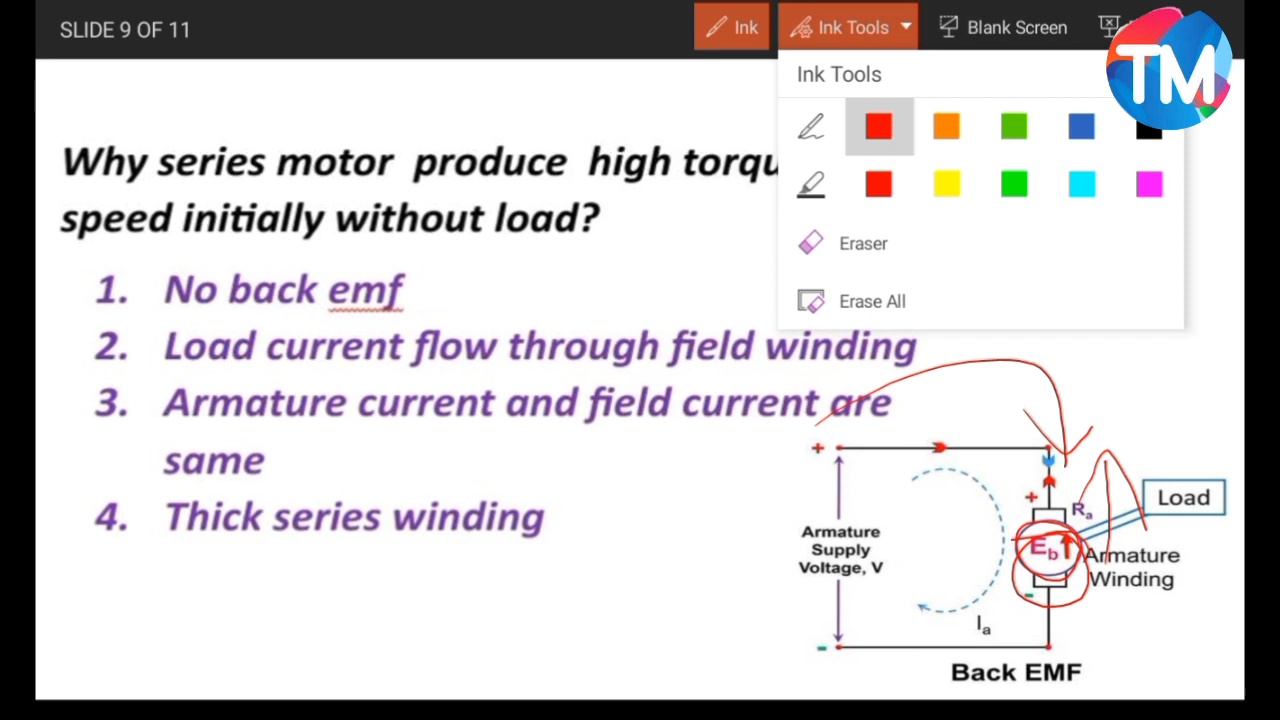 SLIDE 9 OF 11
Ink
Ink Tools
Blank Screen
TM
Ink Tools
Eraser
Erase All
Why series motor produce high
speed initially without load?
1. No back emf
2. Load current flow through field winding
3. Armature current and field current are
same
4. Thick series winding
+
+
Ra
Load
Armature
Supply
Voltage, V
Eb
Armature
Winding
-
Ia
-
Back EMF